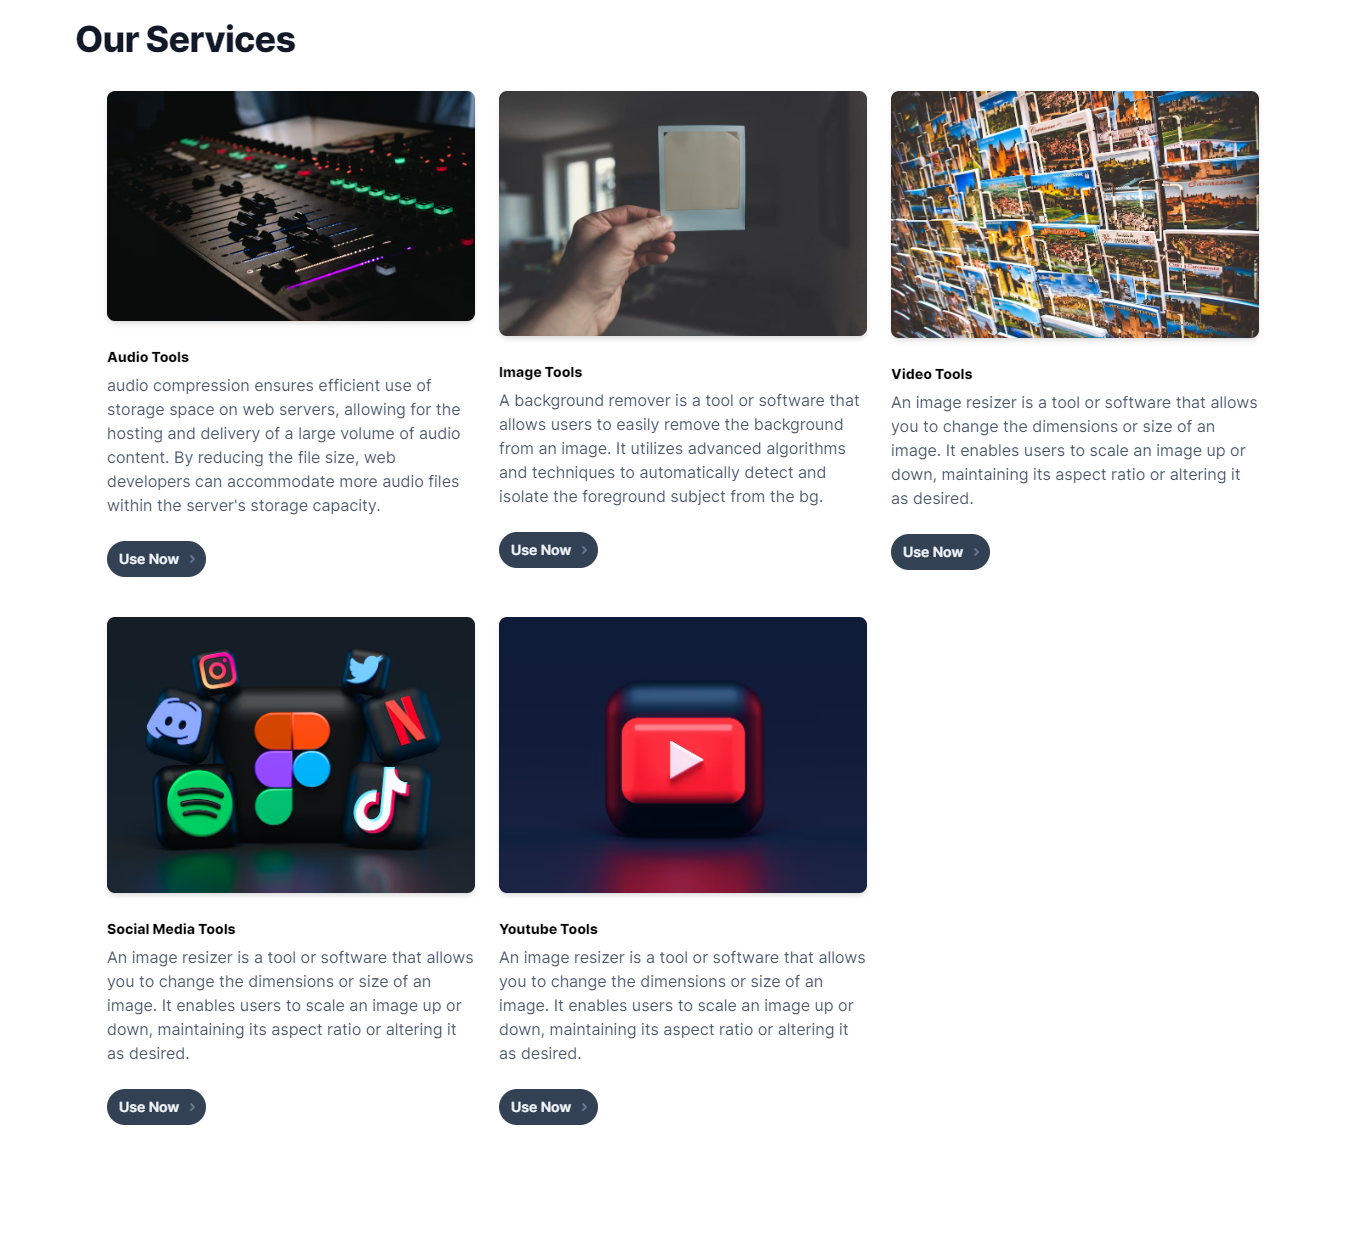 Our Services
Audio Tools
audio compression ensures efficient use of
storage space on web servers, allowing for the
hosting and delivery of a large volume of audio
content. By reducing the file size, web
developers can accommodate more audio files
within the server's storage capacity.
Use Now
Image Tools
A background remover is a tool or software that
allows users to easily remove the background
from an image. It utilizes advanced algorithms
and techniques to automatically detect and
isolate the foreground subject from the bg.
Use Now
Video Tools
An image resizer is a tool or software that allows
you to change the dimensions or size of an
image. It enables users to scale an image up or
down, maintaining its aspect ratio or altering it
as desired.
Use Now
Social Media Tools
An image resizer is a tool or software that allows
you to change the dimensions or size of an
image. It enables users to scale an image up or
down, maintaining its aspect ratio or altering it
as desired.
Use Now
Youtube Tools
An image resizer is a tool or software that allows
you to change the dimensions or size of an
image. It enables users to scale an image up or
down, maintaining its aspect ratio or altering it
as desired.
Use Now